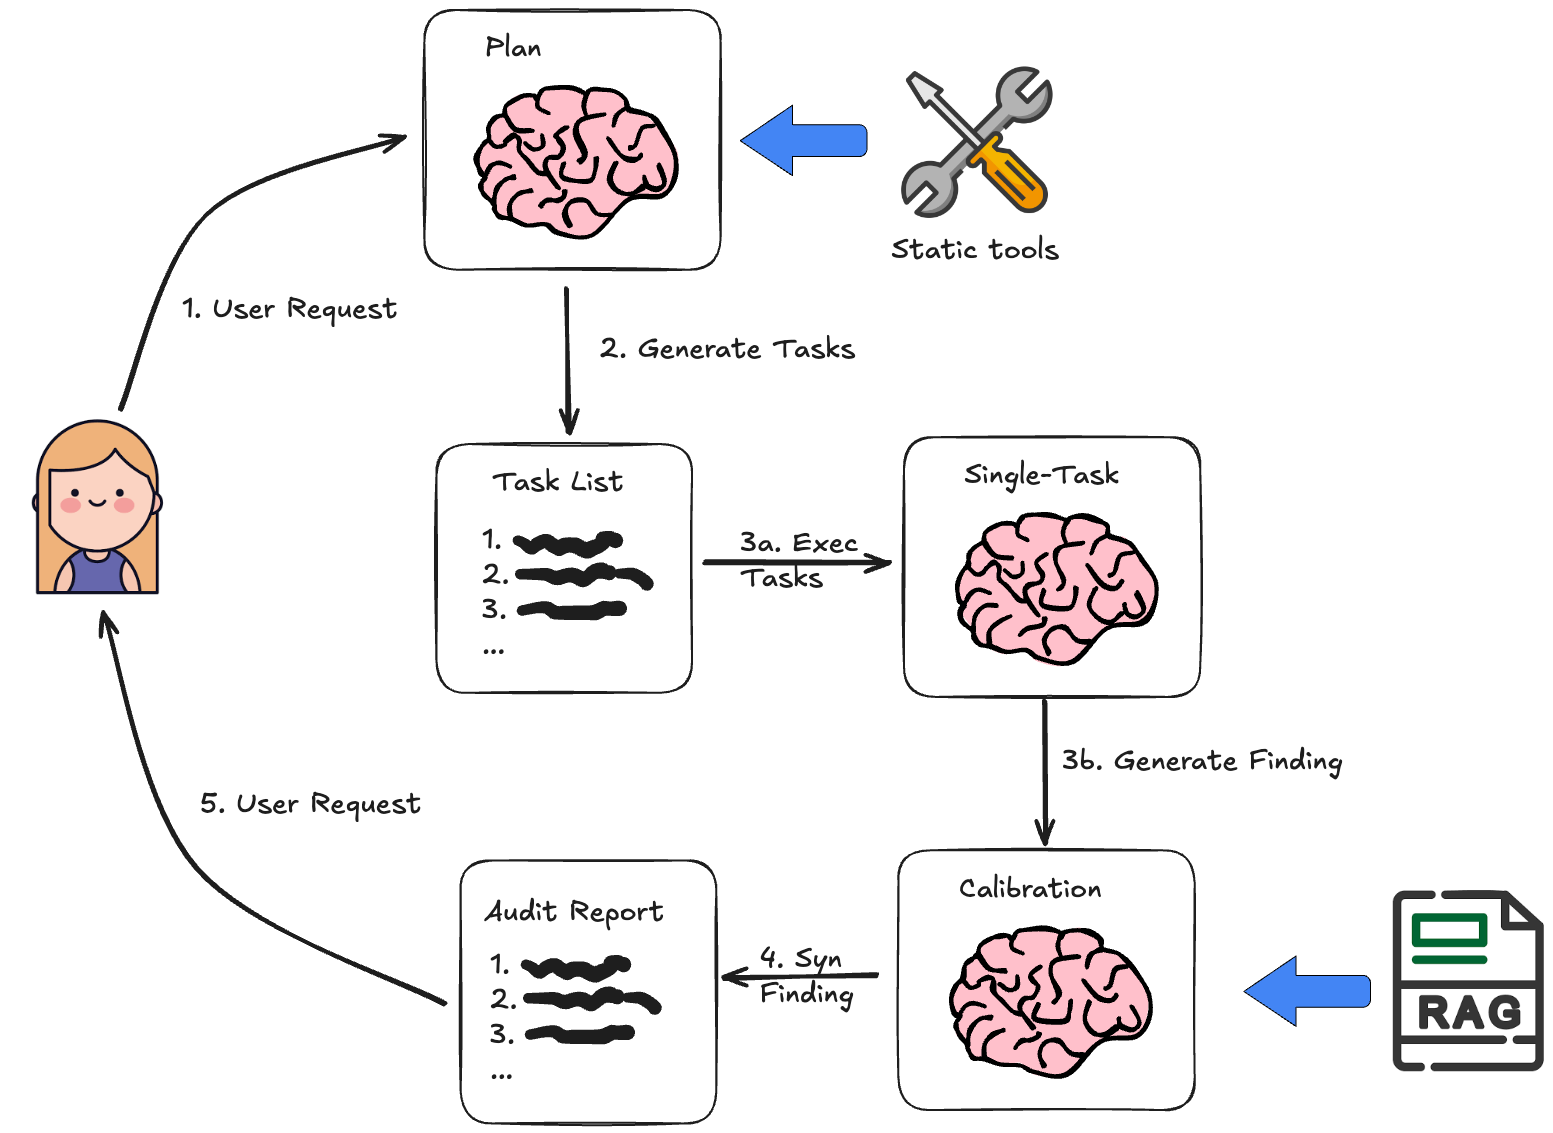 Plan
Static tools
1. User Request
2. Generate Tasks
Task List
1.
2.
3.
...
3a. Exec
Tasks
Single-Task
3b. Generate Finding
5. User Request
Audit Report
1.
2.
3.
...
4. Syn
Finding
Calibration
RAG